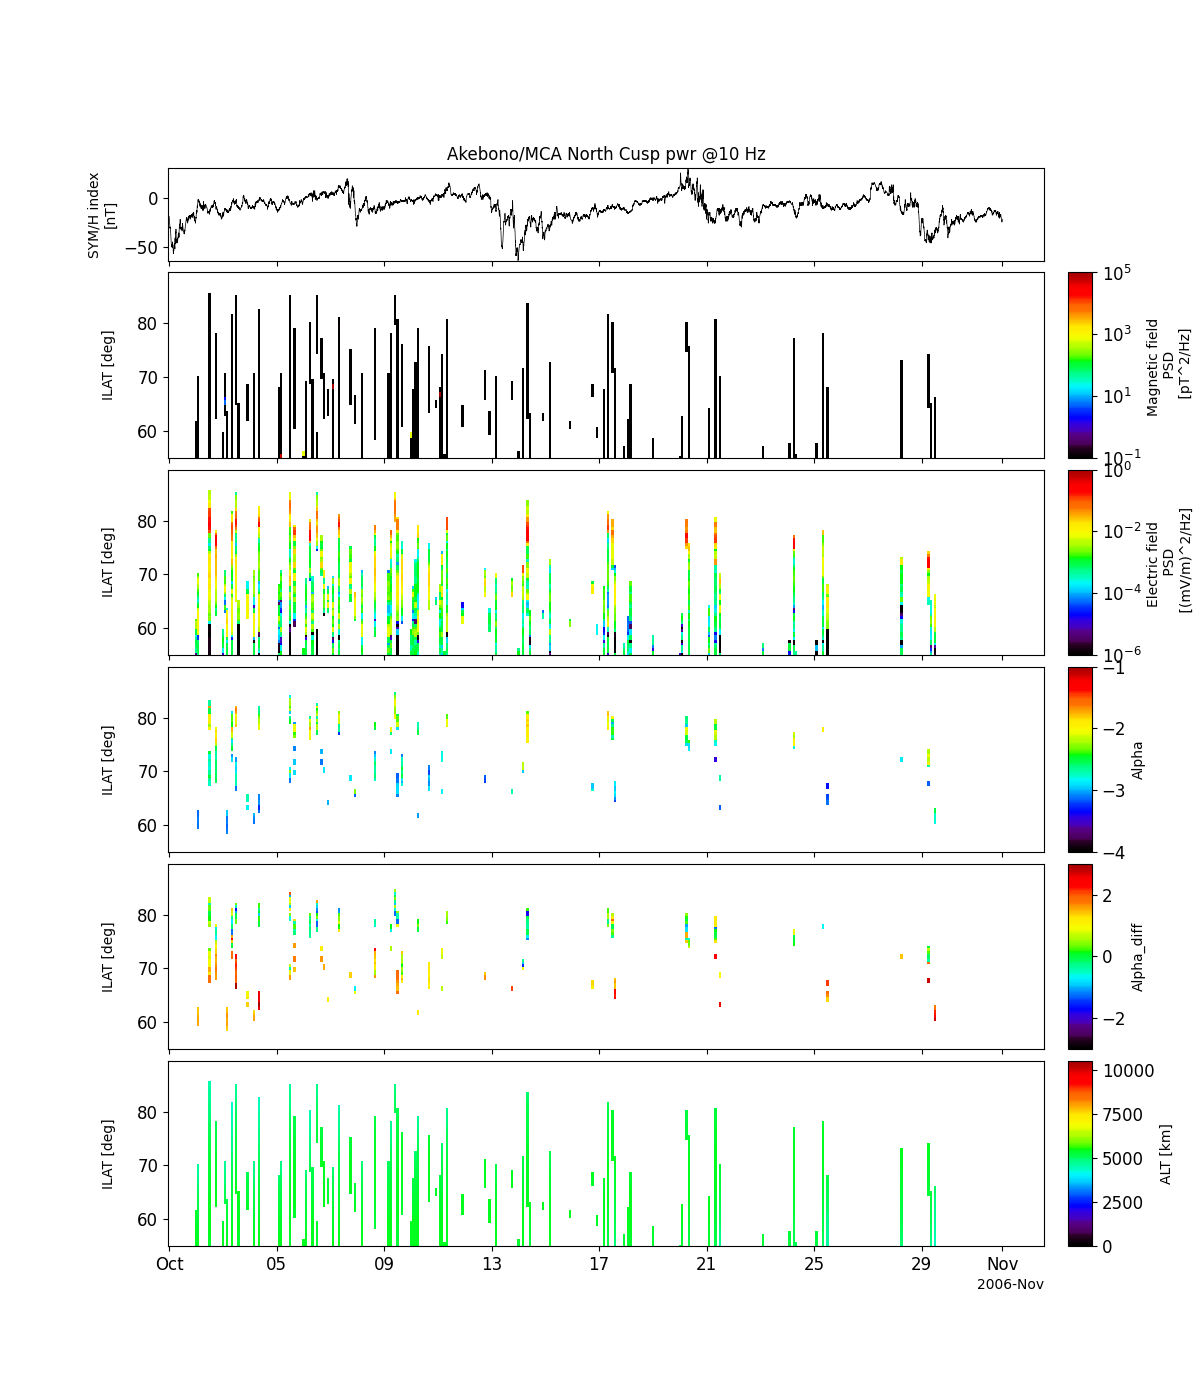 Akebono/MCA North Cusp pwr @10 Hz
SYM/H index
[nT]
0
−50
ILAT [deg]
80
70
60
10^5
10^3
10^1
10^−1
Magnetic field
PSD
[pT^2/Hz]
ILAT [deg]
80
70
60
10^0
10^−2
10^−4
10^−6
Electric field
PSD
[(mV/m)^2/Hz]
ILAT [deg]
80
70
60
−1
−2
−3
−4
Alpha
ILAT [deg]
80
70
60
2
0
−2
Alpha_diff
ILAT [deg]
80
70
60
10000
7500
5000
2500
0
ALT [km]
Oct 05 09 13 17 21 25 29 Nov
2006-Nov